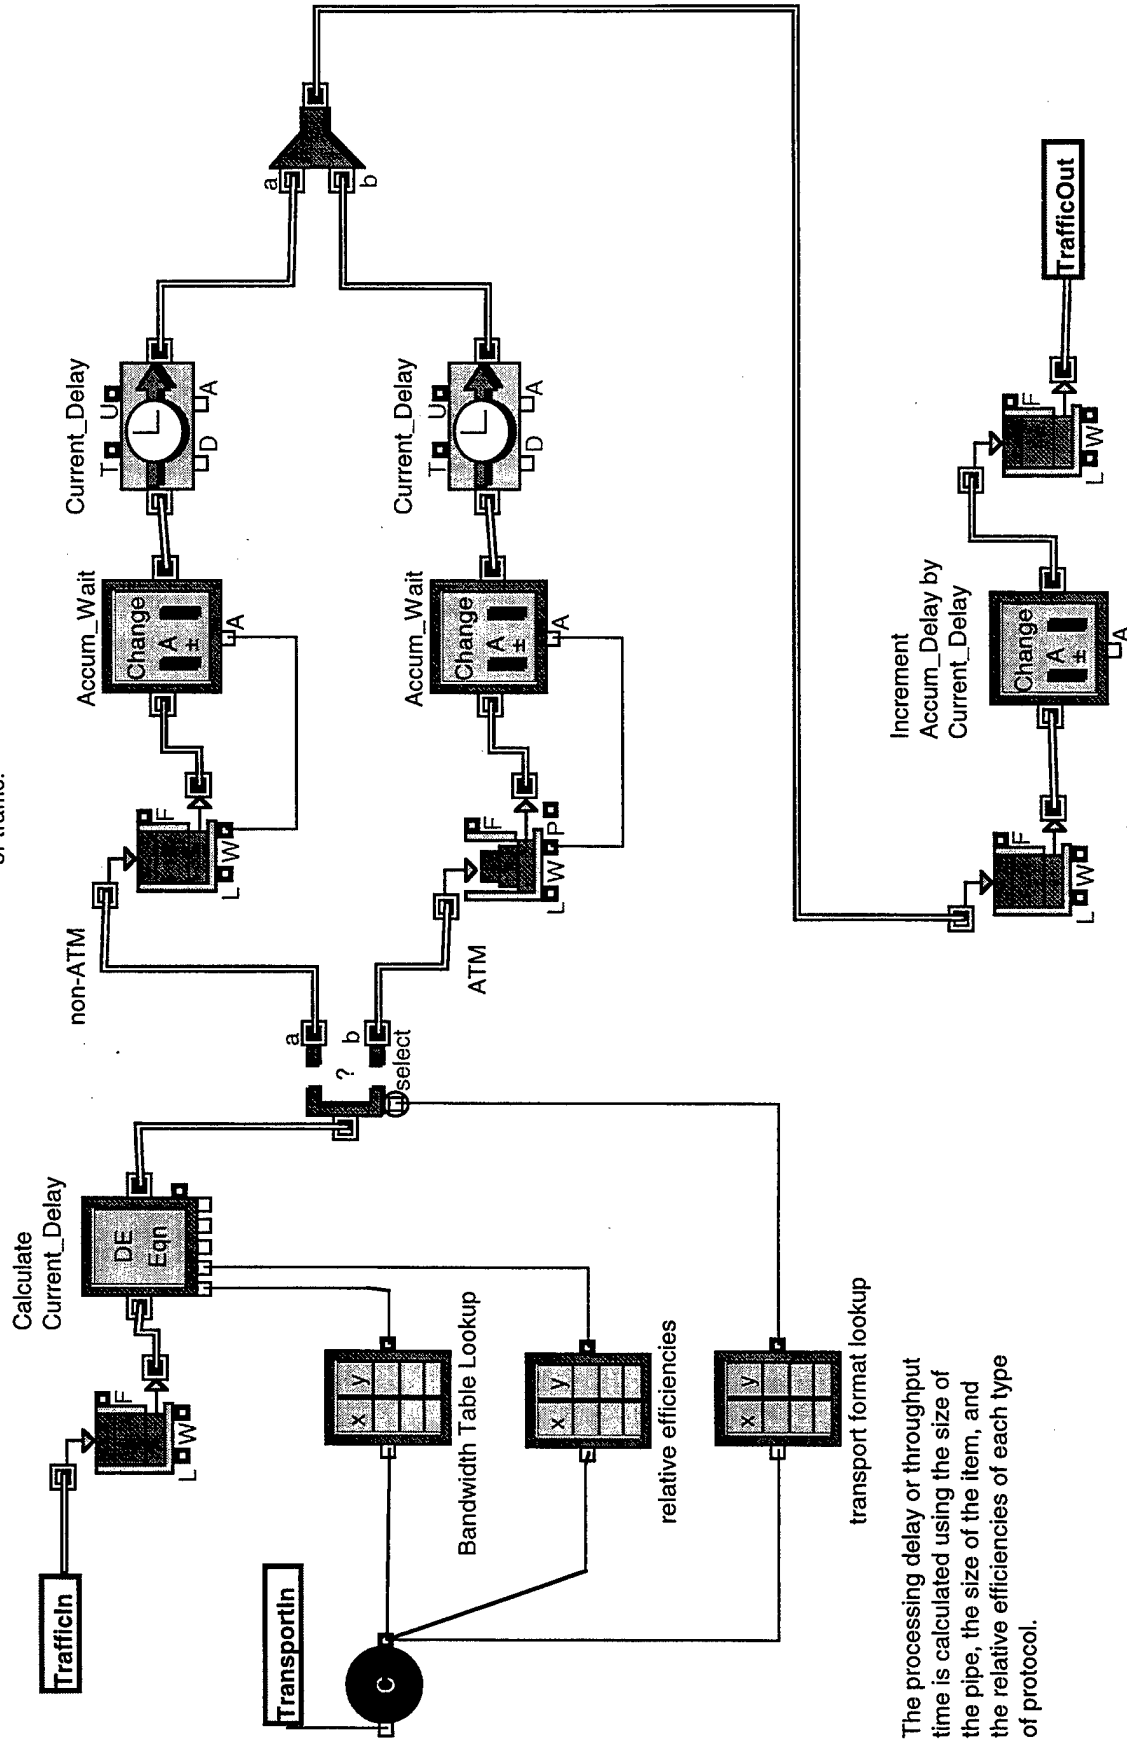 of traffic.
TrafficIn
L W F
Calculate
Current_Delay
DE
Eqn
TransportIn
C
x y
Bandwidth Table Lookup
x y
relative efficiencies
x y
transport format lookup
?
a
b
select
non-ATM
L W F
Accum_Wait
Change
A
±
A
Current_Delay
T U
D A
ATM
L W P F
Accum_Wait
Change
A
±
A
Current_Delay
T U
D A
a
b
L W F
Increment
Accum_Delay by
Current_Delay
Change
A
±
A
L W F
TrafficOut
The processing delay or throughput
time is calculated using the size of
the pipe, the size of the item, and
the relative efficiencies of each type
of protocol.